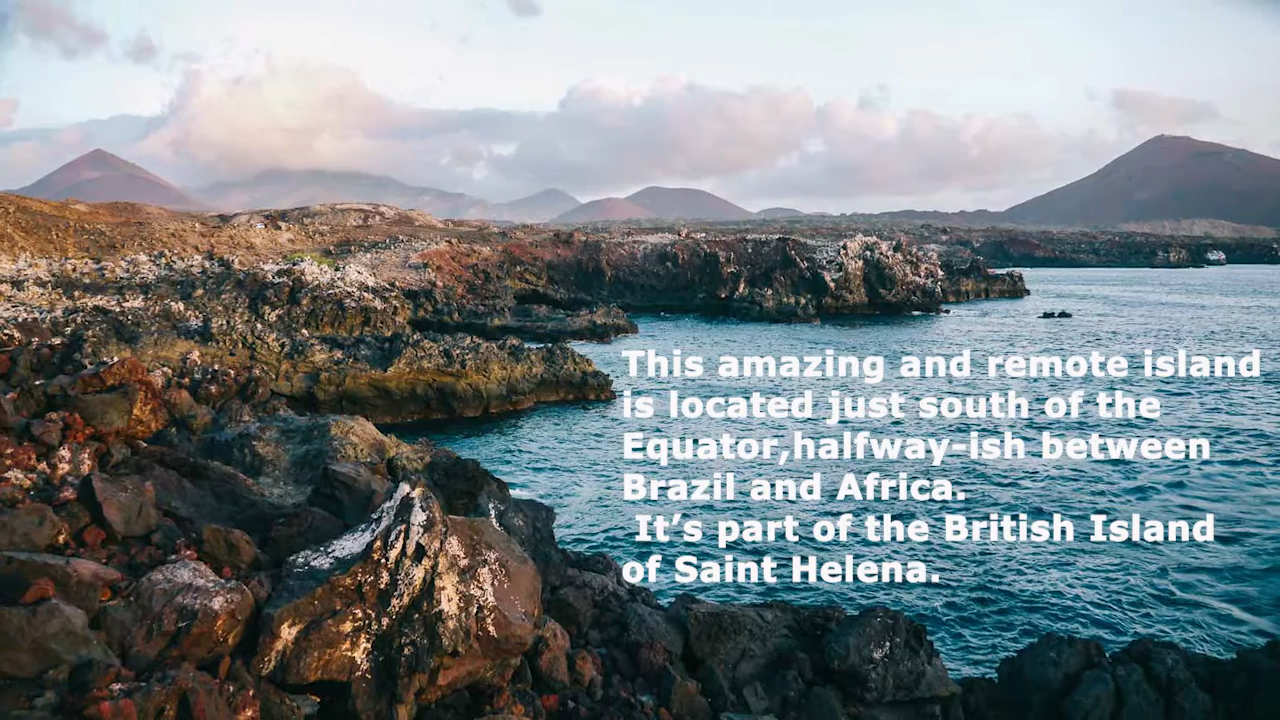 This amazing and remote island
is located just south of the
Equator,halfway-ish between
Brazil and Africa.
It’s part of the British Island
of Saint Helena.